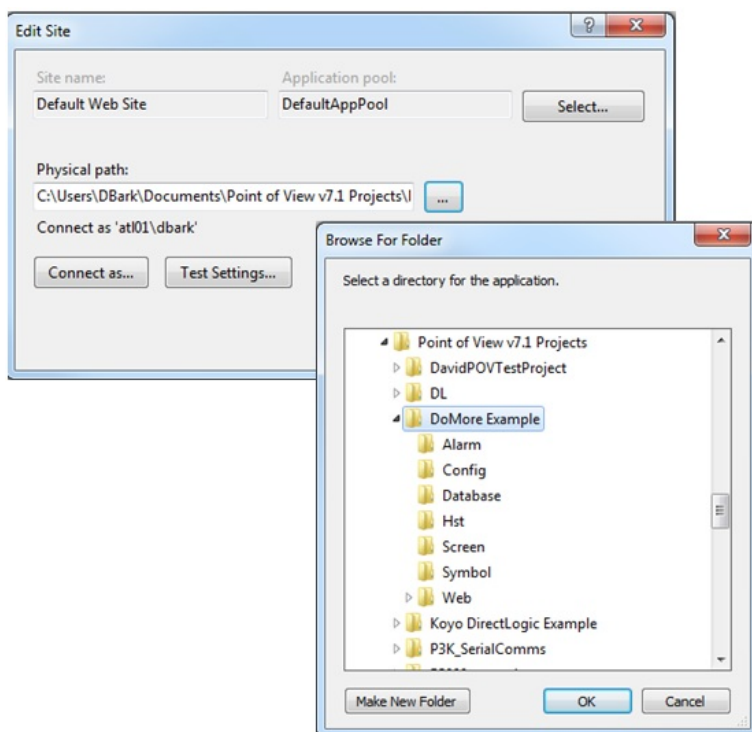 Edit Site
Site name: Application pool:
Default Web Site DefaultAppPool Select...
Physical path:
C:\Users\DBark\Documents\Point of View v7.1 Projects\ ...
Connect as 'atl01\dbark'
Connect as... Test Settings...
Browse For Folder
Select a directory for the application.
Point of View v7.1 Projects
DavidPOVTestProject
DL
DoMore Example
Alarm
Config
Database
Hst
Screen
Symbol
Web
Koyo DirectLogic Example
P3K_SerialComms
Make New Folder OK Cancel